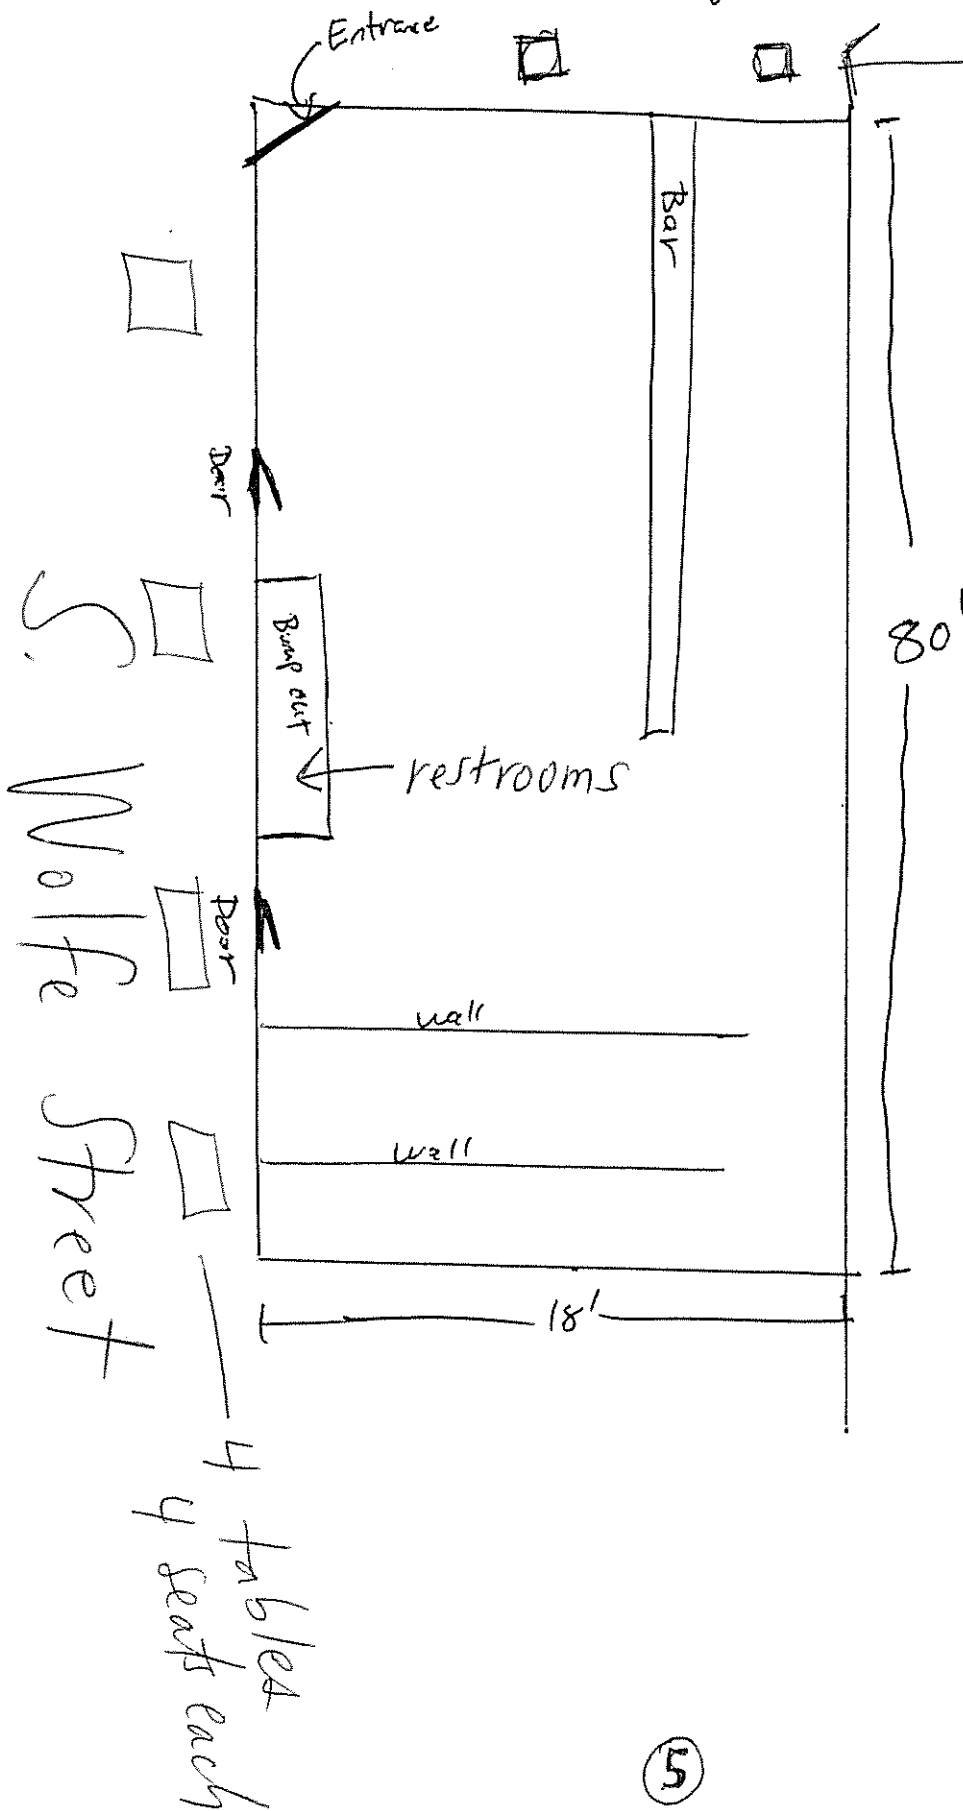 Entrance
Bar
Door
80'
Bump out
restrooms
S. Wolfe Street
Door
wall
wall
18'
4 tables
4 seats each
5